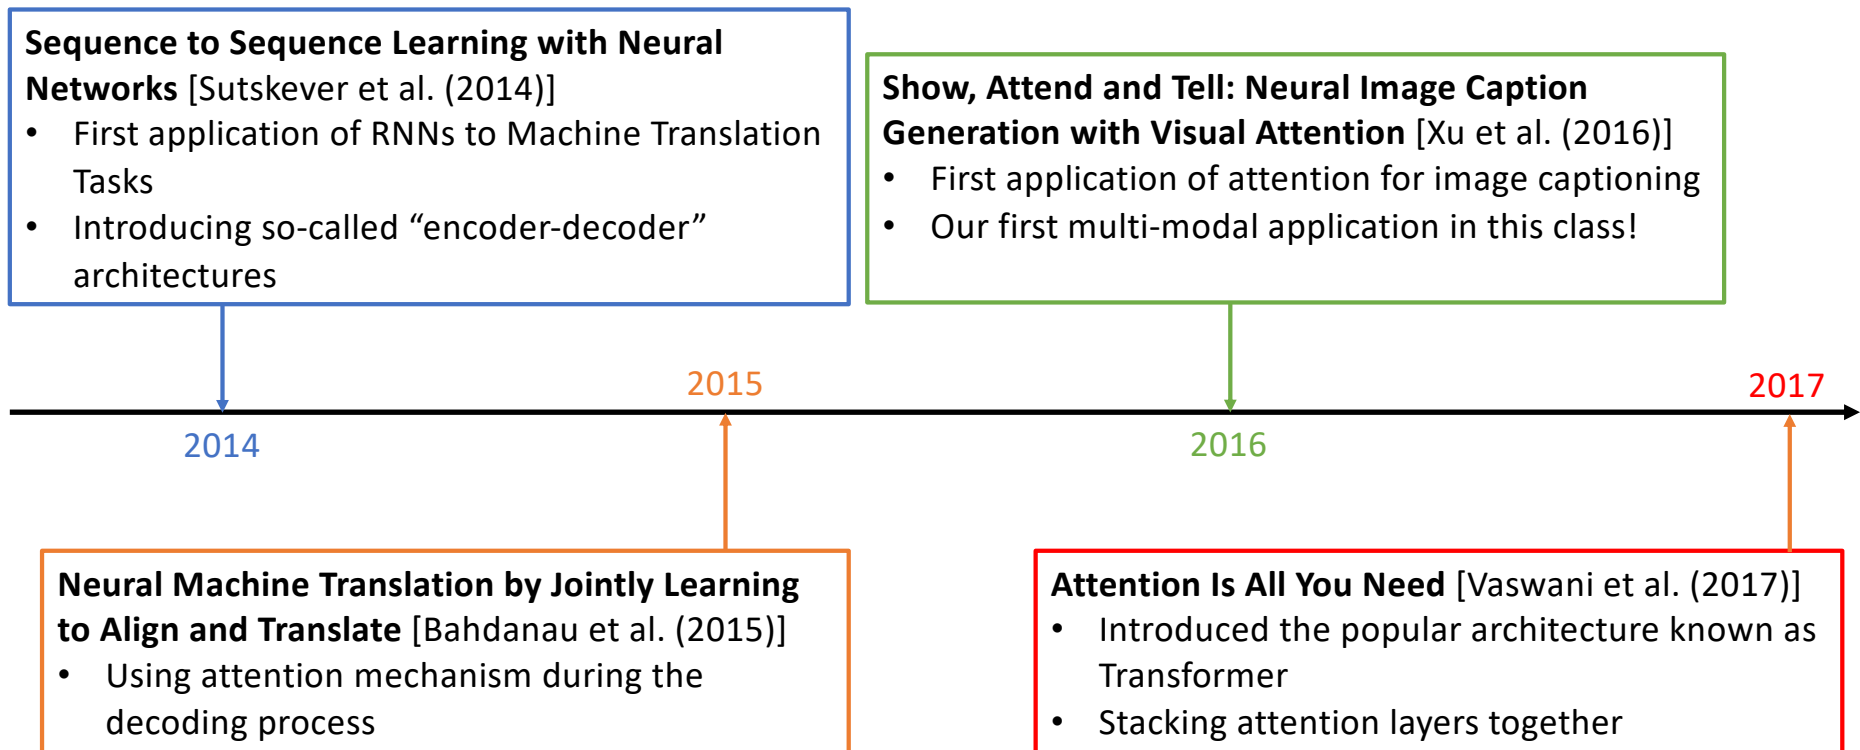 Sequence to Sequence Learning with Neural
Networks [Sutskever et al. (2014)]
• First application of RNNs to Machine Translation
Tasks
• Introducing so-called “encoder-decoder”
architectures
Show, Attend and Tell: Neural Image Caption
Generation with Visual Attention [Xu et al. (2016)]
• First application of attention for image captioning
• Our first multi-modal application in this class!
2014
2015
2016
2017
Neural Machine Translation by Jointly Learning
to Align and Translate [Bahdanau et al. (2015)]
• Using attention mechanism during the
decoding process
Attention Is All You Need [Vaswani et al. (2017)]
• Introduced the popular architecture known as
Transformer
• Stacking attention layers together